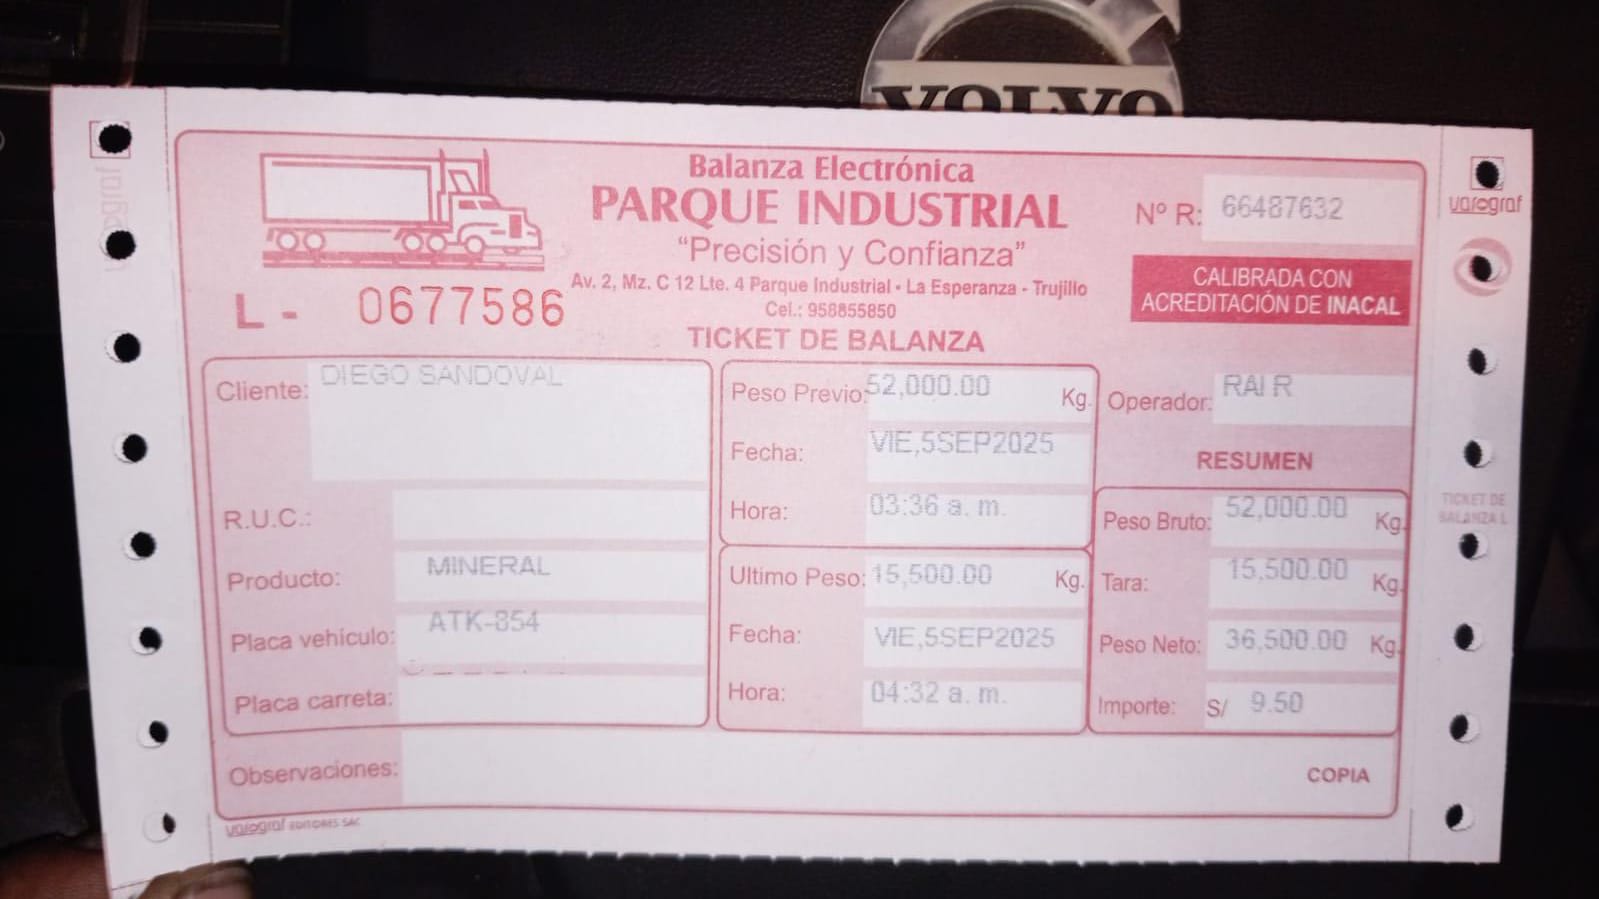 VOLVO
Balanza Electrónica
PARQUE INDUSTRIAL
"Precisión y Confianza"
Av. 2, Mz. C 12 Lte. 4 Parque Industrial - La Esperanza - Trujillo
Cel.: 958855850
Nº R: 66487632
CALIBRADA CON
ACREDITACIÓN DE INACAL
L - 0677586
TICKET DE BALANZA
Cliente: DIEGO SANDOVAL
R.U.C.:
Producto: MINERAL
Placa vehículo: ATK-854
Placa carreta:
Peso Previo: 52,000.00 Kg.
Fecha: VIE,5SEP2025
Hora: 03:36 a. m.
Ultimo Peso: 15,500.00 Kg.
Fecha: VIE,5SEP2025
Hora: 04:32 a. m.
Operador: RAI R
RESUMEN
Peso Bruto: 52,000.00 Kg.
Tara: 15,500.00 Kg.
Peso Neto: 36,500.00 Kg.
Importe: S/ 9.50
Observaciones:
COPIA
varograf EDITORES SAC
varograf
varograf
TICKET DE
BALANZA L